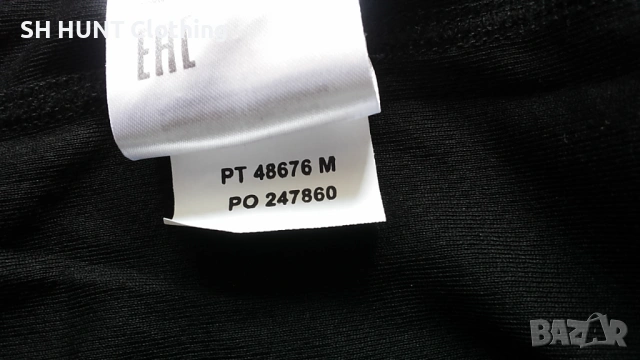 SH HUNT Clothing
EAC
PT 48676 M
PO 247860
BAZAR